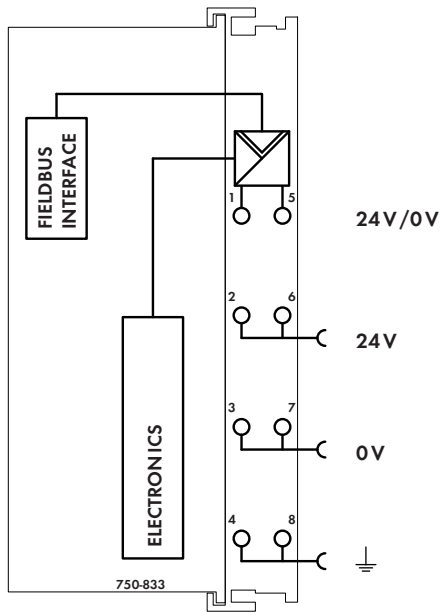 FIELDBUS
INTERFACE
1 5
24V/0V
2 6
24V
3 7
0V
ELECTRONICS
4 8
750-833